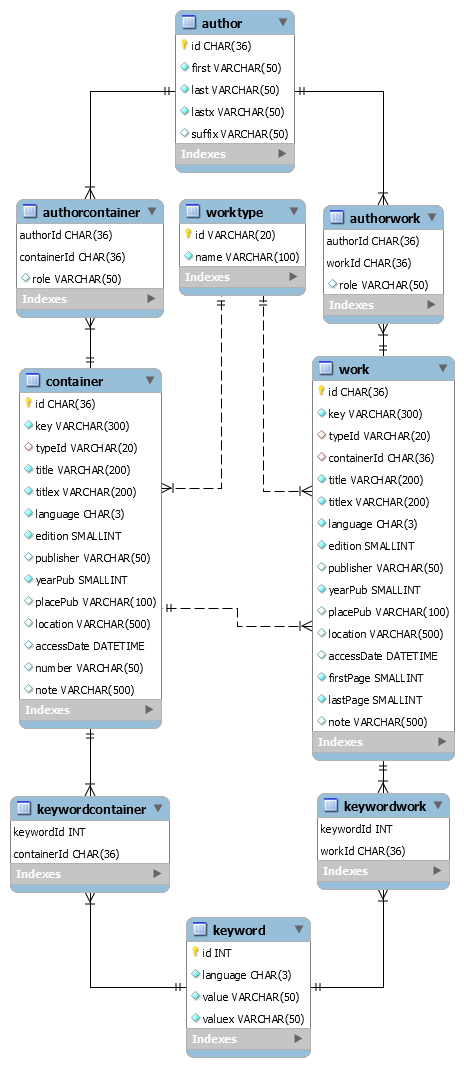 author
id CHAR(36)
first VARCHAR(50)
last VARCHAR(50)
lastx VARCHAR(50)
suffix VARCHAR(50)
Indexes
authorcontainer
authorId CHAR(36)
containerId CHAR(36)
role VARCHAR(50)
Indexes
worktype
id VARCHAR(20)
name VARCHAR(100)
Indexes
authorwork
authorId CHAR(36)
workId CHAR(36)
role VARCHAR(50)
Indexes
container
id CHAR(36)
key VARCHAR(300)
typeId VARCHAR(20)
title VARCHAR(200)
titlex VARCHAR(200)
language CHAR(3)
edition SMALLINT
publisher VARCHAR(50)
yearPub SMALLINT
placePub VARCHAR(100)
location VARCHAR(500)
accessDate DATETIME
number VARCHAR(50)
note VARCHAR(500)
Indexes
work
id CHAR(36)
key VARCHAR(300)
typeId VARCHAR(20)
containerId CHAR(36)
title VARCHAR(200)
titlex VARCHAR(200)
language CHAR(3)
edition SMALLINT
publisher VARCHAR(50)
yearPub SMALLINT
placePub VARCHAR(100)
location VARCHAR(500)
accessDate DATETIME
firstPage SMALLINT
lastPage SMALLINT
note VARCHAR(500)
Indexes
keywordcontainer
keywordId INT
containerId CHAR(36)
Indexes
keywordwork
keywordId INT
workId CHAR(36)
Indexes
keyword
id INT
language CHAR(3)
value VARCHAR(50)
valuex VARCHAR(50)
Indexes